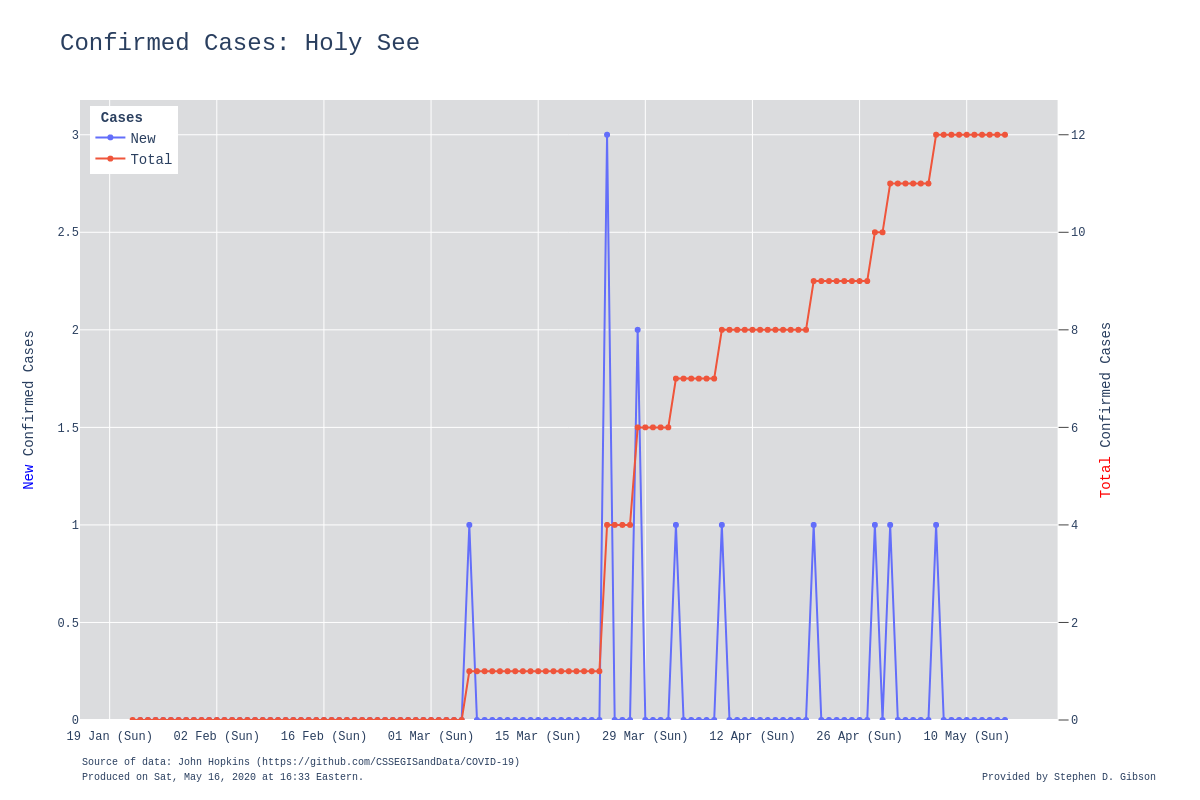 Confirmed Cases: Holy See
Cases
New
Total
3
2.5
2
1.5
1
0.5
0
12
10
8
6
4
2
0
New Confirmed Cases
Total Confirmed Cases
19 Jan (Sun) 02 Feb (Sun) 16 Feb (Sun) 01 Mar (Sun) 15 Mar (Sun) 29 Mar (Sun) 12 Apr (Sun) 26 Apr (Sun) 10 May (Sun)
Source of data: John Hopkins (https://github.com/CSSEGISandData/COVID-19)
Produced on Sat, May 16, 2020 at 16:33 Eastern.
Provided by Stephen D. Gibson